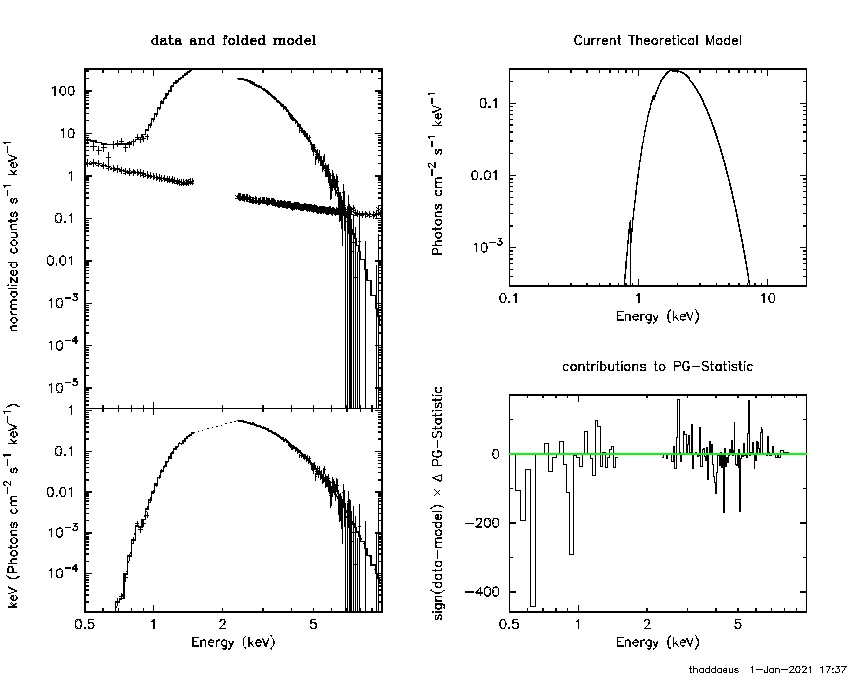 data and folded model
normalized counts s⁻¹ keV⁻¹
100
10
1
0.1
0.01
10⁻³
10⁻⁴
10⁻⁵
keV (Photons cm⁻² s⁻¹ keV⁻¹)
1
0.1
0.01
10⁻³
10⁻⁴
0.5 1 2 5
Energy (keV)
Current Theoretical Model
Photons cm⁻² s⁻¹ keV⁻¹
0.1
0.01
10⁻³
0.1 1 10
Energy (keV)
contributions to PG-Statistic
sign(data-model) × Δ PG-Statistic
0
-200
-400
0.5 1 2 5
Energy (keV)
thaddaeus 1-Jan-2021 17:37